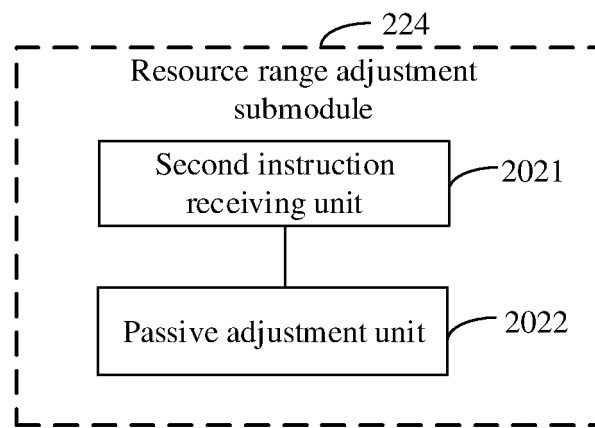 224
Resource range adjustment
submodule
Second instruction
receiving unit
2021
Passive adjustment unit
2022